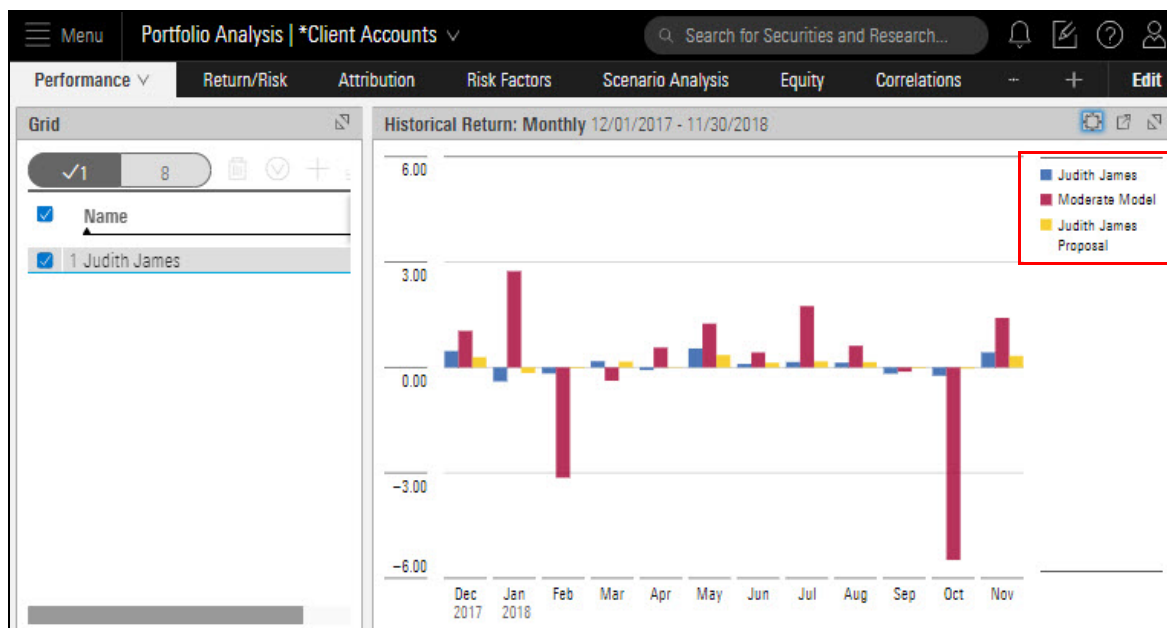 Menu
Portfolio Analysis | *Client Accounts
Search for Securities and Research...
Performance
Return/Risk
Attribution
Risk Factors
Scenario Analysis
Equity
Correlations
...
Edit
Grid
Historical Return: Monthly 12/01/2017 - 11/30/2018
✓1
8
Name
1 Judith James
6.00
3.00
0.00
−3.00
−6.00
Dec Jan Feb Mar Apr May Jun Jul Aug Sep Oct Nov
2017 2018
Judith James
Moderate Model
Judith James
Proposal